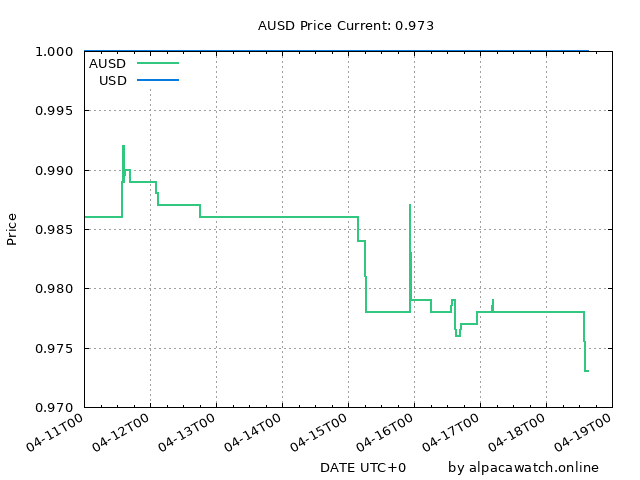 AUSD Price Current: 0.973
1.000
AUSD
USD
0.995
0.990
0.985
Price
0.980
0.975
0.970
04-11T00 04-12T00 04-13T00 04-14T00 04-15T00 04-16T00 04-17T00 04-18T00 04-19T00
DATE UTC+0 by alpacawatch.online